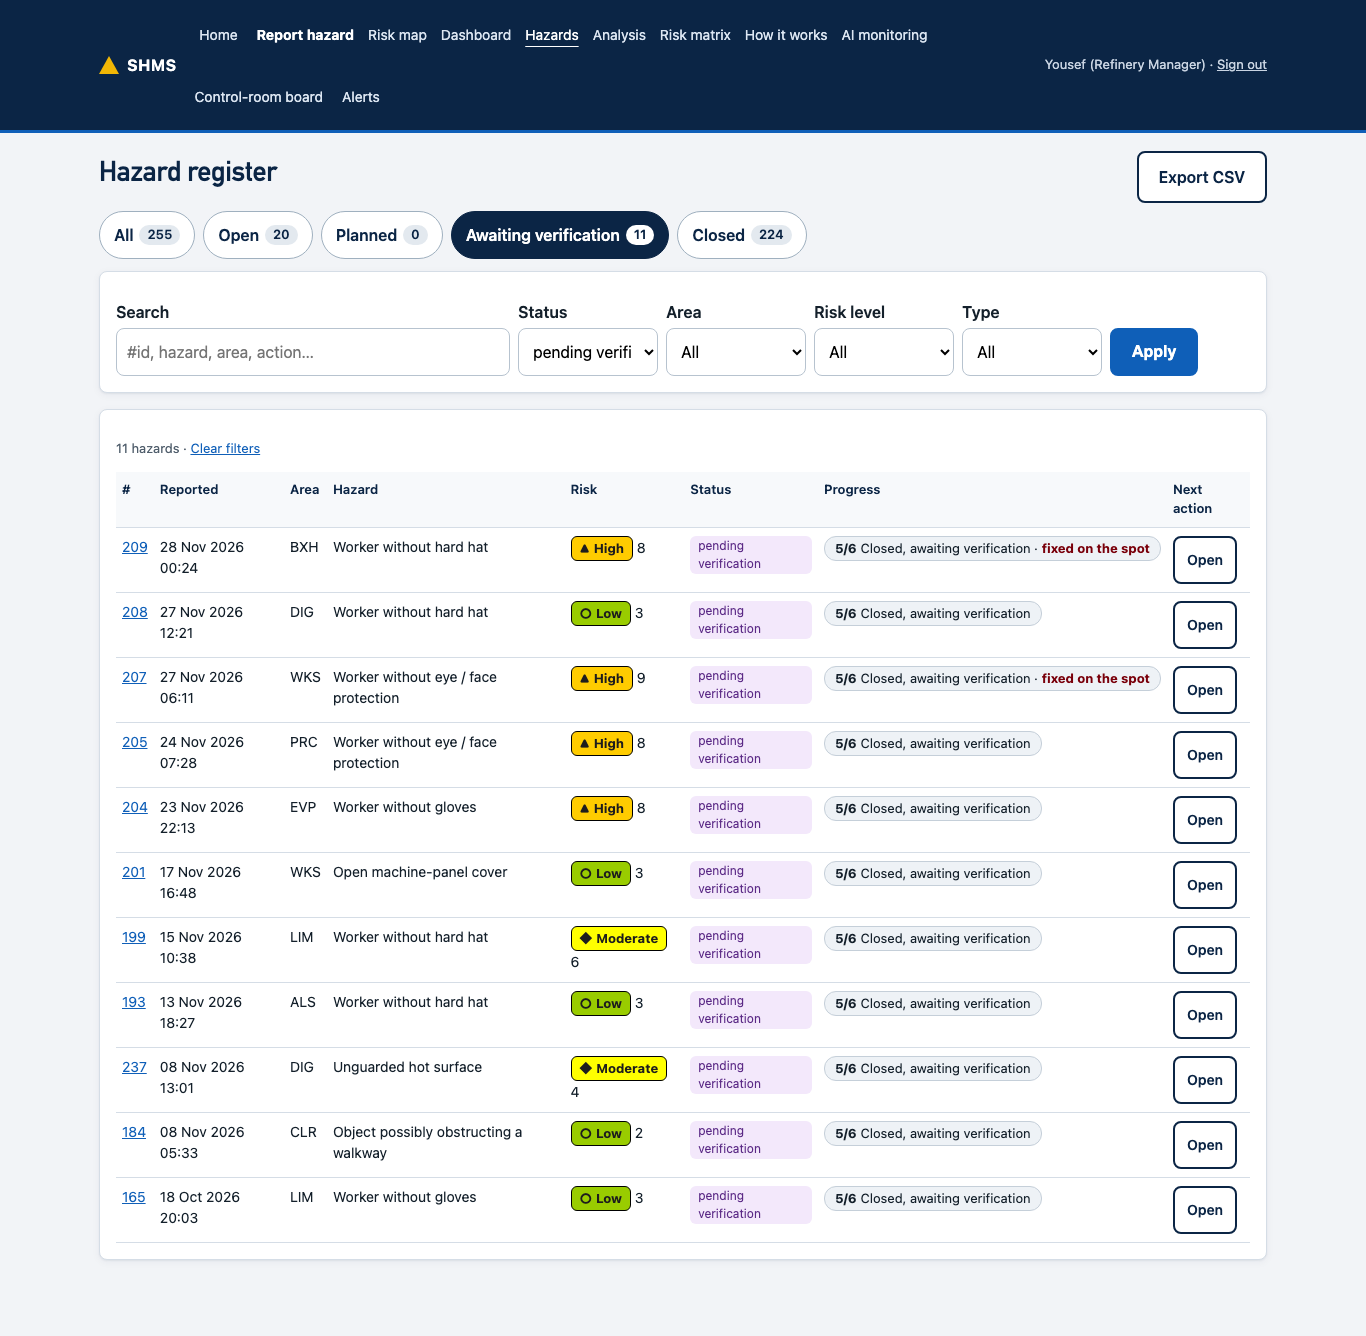 Home Report hazard Risk map Dashboard Hazards Analysis Risk matrix How it works AI monitoring
SHMS
Yousef (Refinery Manager) · Sign out
Control-room board Alerts
Hazard register
Export CSV
All 255 Open 20 Planned 0 Awaiting verification 11 Closed 224
Search Status Area Risk level Type
#id, hazard, area, action... pending verifi All All All Apply
11 hazards · Clear filters
# Reported Area Hazard Risk Status Progress Next
action
209 28 Nov 2026 BXH Worker without hard hat High 8 pending 5/6 Closed, awaiting verification · fixed on the spot Open
00:24 verification
208 27 Nov 2026 DIG Worker without hard hat Low 3 pending 5/6 Closed, awaiting verification Open
12:21 verification
207 27 Nov 2026 WKS Worker without eye / face High 9 pending 5/6 Closed, awaiting verification · fixed on the spot Open
06:11 protection verification
205 24 Nov 2026 PRC Worker without eye / face High 8 pending 5/6 Closed, awaiting verification Open
07:28 protection verification
204 23 Nov 2026 EVP Worker without gloves High 8 pending 5/6 Closed, awaiting verification Open
22:13 verification
201 17 Nov 2026 WKS Open machine-panel cover Low 3 pending 5/6 Closed, awaiting verification Open
16:48 verification
199 15 Nov 2026 LIM Worker without hard hat Moderate pending 5/6 Closed, awaiting verification Open
10:38 6 verification
193 13 Nov 2026 ALS Worker without hard hat Low 3 pending 5/6 Closed, awaiting verification Open
18:27 verification
237 08 Nov 2026 DIG Unguarded hot surface Moderate pending 5/6 Closed, awaiting verification Open
13:01 4 verification
184 08 Nov 2026 CLR Object possibly obstructing a Low 2 pending 5/6 Closed, awaiting verification Open
05:33 walkway verification
165 18 Oct 2026 LIM Worker without gloves Low 3 pending 5/6 Closed, awaiting verification Open
20:03 verification